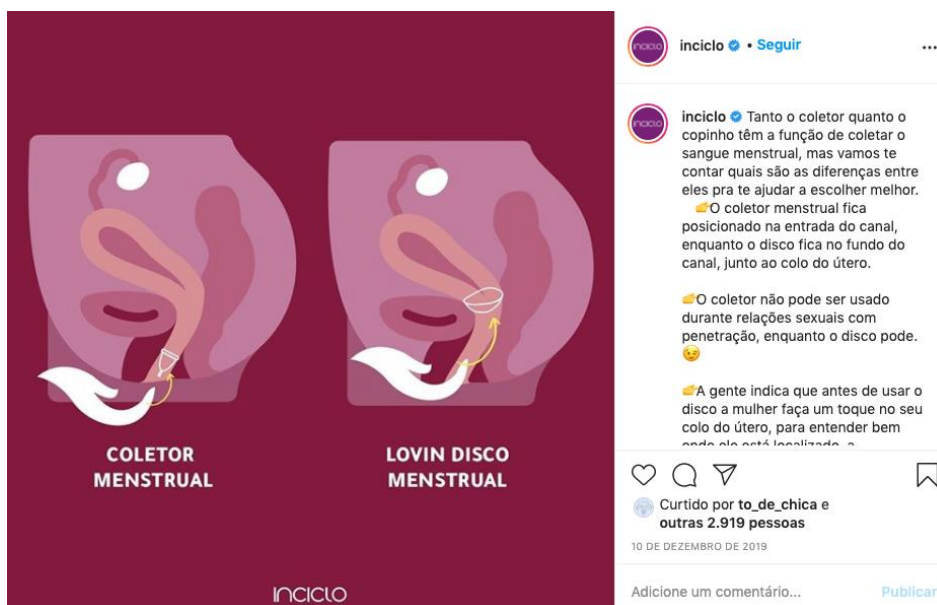 COLETOR
MENSTRUAL
LOVIN DISCO
MENSTRUAL
INCICLO
inciclo • Seguir
...
inciclo Tanto o coletor quanto o
copinho têm a função de coletar o
sangue menstrual, mas vamos te
contar quais são as diferenças entre
eles pra te ajudar a escolher melhor.
👉O coletor menstrual fica
posicionado na entrada do canal,
enquanto o disco fica no fundo do
canal, junto ao colo do útero.
👉O coletor não pode ser usado
durante relações sexuais com
penetração, enquanto o disco pode.
😉
👉A gente indica que antes de usar o
disco a mulher faça um toque no seu
colo do útero, para entender bem
onde ele está localizado, a
Curtido por to_de_chica e
outras 2.919 pessoas
10 DE DEZEMBRO DE 2019
Adicione um comentário... Publicar